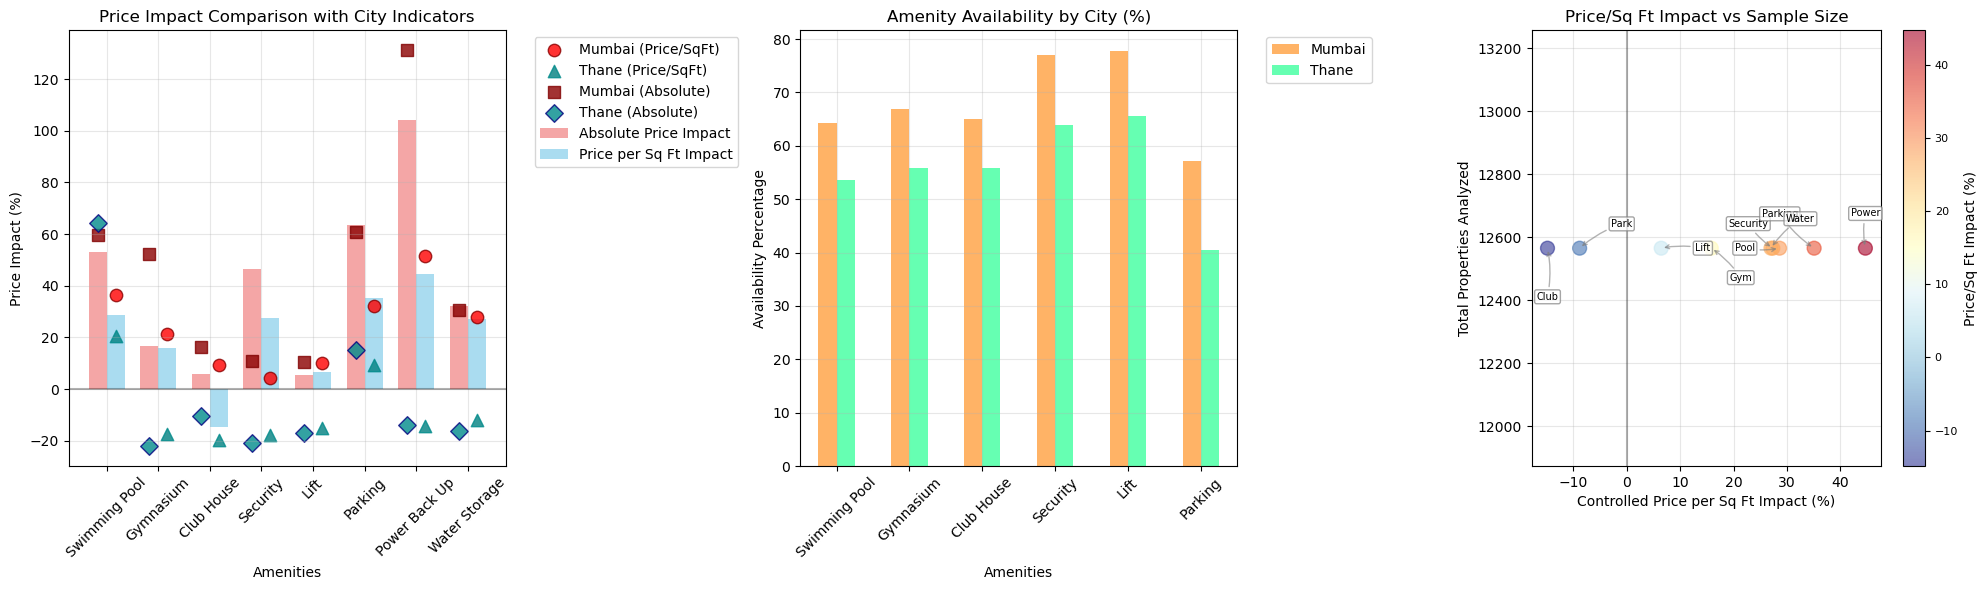 Price Impact Comparison with City Indicators
Price Impact (%)
120
100
80
60
40
20
0
−20
Swimming Pool
Gymnasium
Club House
Security
Lift
Parking
Power Back Up
Water Storage
Amenities
Mumbai (Price/SqFt)
Thane (Price/SqFt)
Mumbai (Absolute)
Thane (Absolute)
Absolute Price Impact
Price per Sq Ft Impact
Amenity Availability by City (%)
Availability Percentage
80
70
60
50
40
30
20
10
0
Swimming Pool
Gymnasium
Club House
Security
Lift
Parking
Amenities
Mumbai
Thane
Price/Sq Ft Impact vs Sample Size
Total Properties Analyzed
13200
13000
12800
12600
12400
12200
12000
Park
Security
Parking
Water
Power
Lift
Pool
Gym
Club
−10
0
10
20
30
40
Controlled Price per Sq Ft Impact (%)
40
30
20
10
0
−10
Price/Sq Ft Impact (%)